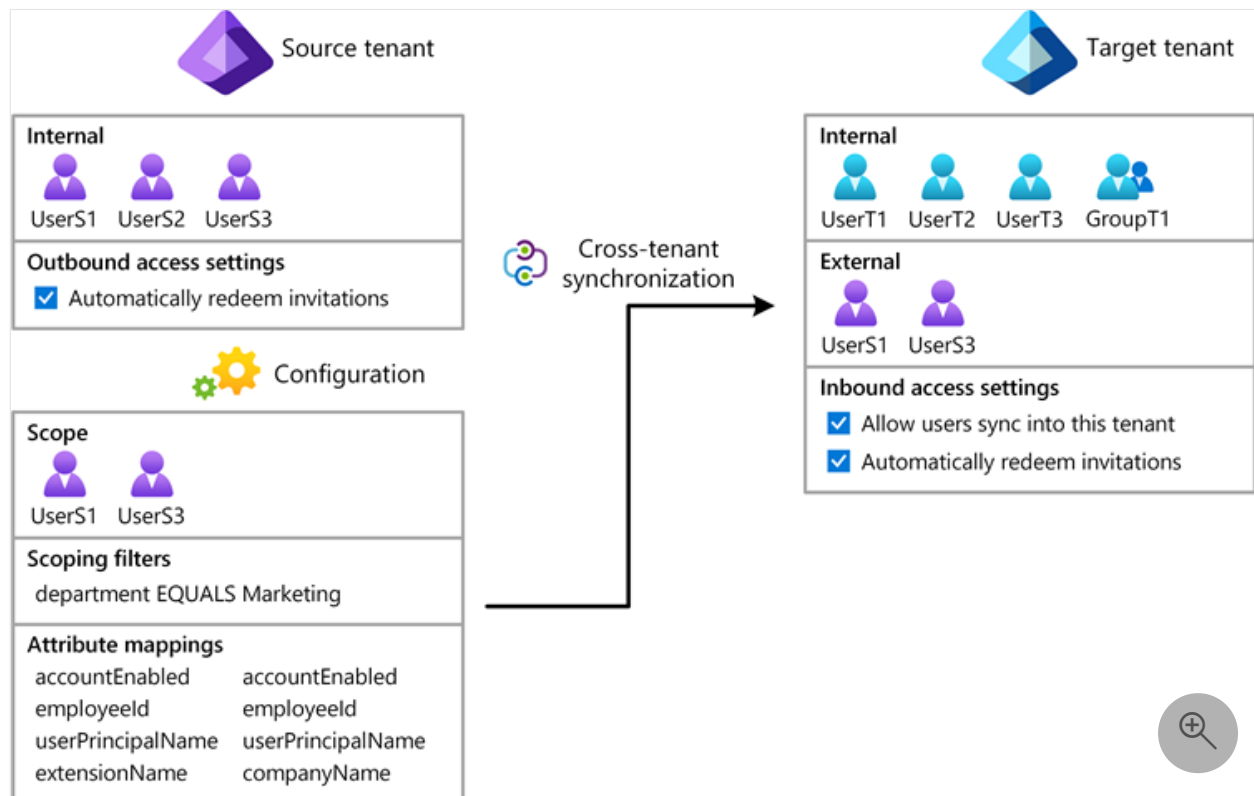 Source tenant
Internal
UserS1 UserS2 UserS3
Outbound access settings
Automatically redeem invitations
Configuration
Scope
UserS1 UserS3
Scoping filters
department EQUALS Marketing
Attribute mappings
accountEnabled accountEnabled
employeeId employeeId
userPrincipalName userPrincipalName
extensionName companyName
Cross-tenant
synchronization
Target tenant
Internal
UserT1 UserT2 UserT3 GroupT1
External
UserS1 UserS3
Inbound access settings
Allow users sync into this tenant
Automatically redeem invitations